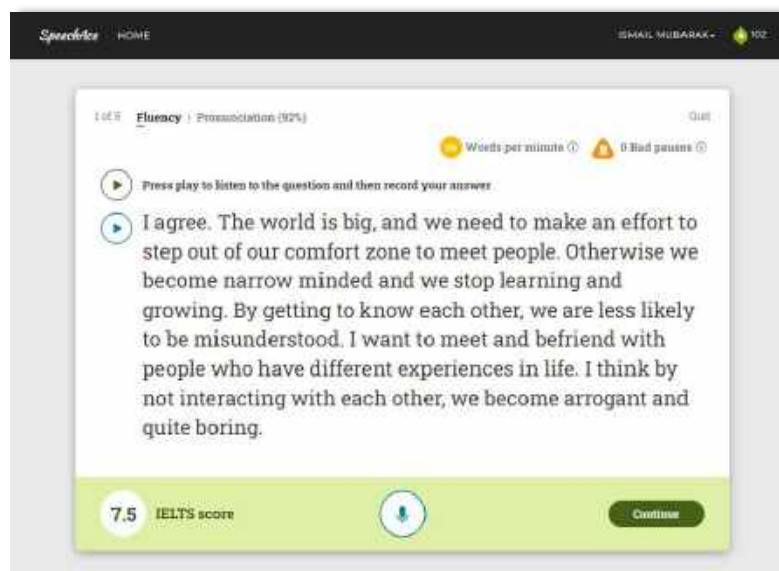 SpeechAce HOME ISMAIL MUBARAK 102
1 of Fluency Pronunciation (92%) Quit
Words per minute 0 Bad pauses
Press play to listen to the question and then record your answer
I agree. The world is big, and we need to make an effort to
step out of our comfort zone to meet people. Otherwise we
become narrow minded and we stop learning and
growing. By getting to know each other, we are less likely
to be misunderstood. I want to meet and befriend with
people who have different experiences in life. I think by
not interacting with each other, we become arrogant and
quite boring.
7.5 IELTS score Continue